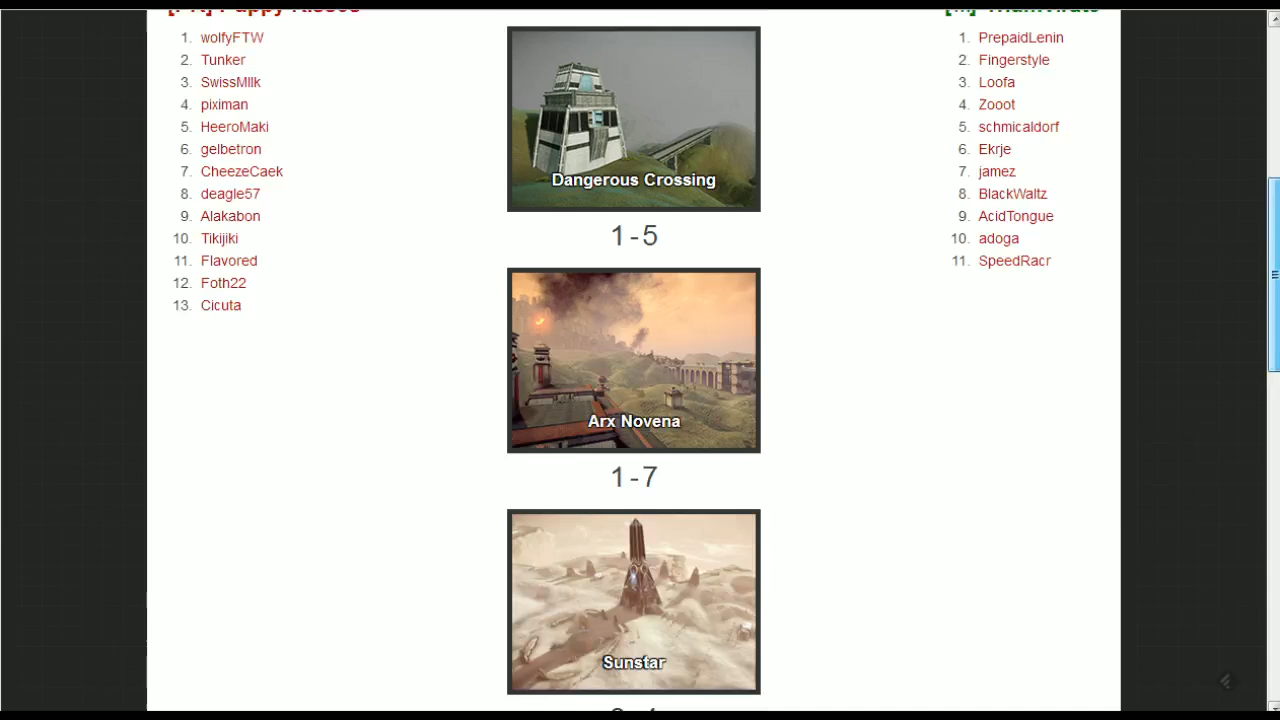 1. wolfyFTW
2. Tunker
3. SwissMIlk
4. piximan
5. HeeroMaki
6. gelbetron
7. CheezeCaek
8. deagle57
9. Alakabon
10. Tikijiki
11. Flavored
12. Foth22
13. Cicuta
Dangerous Crossing
1 - 5
Arx Novena
1 - 7
Sunstar
1. PrepaidLenin
2. Fingerstyle
3. Loofa
4. Zooot
5. schmicaldorf
6. Ekrje
7. jamez
8. BlackWaltz
9. AcidTongue
10. adoga
11. SpeedRacr